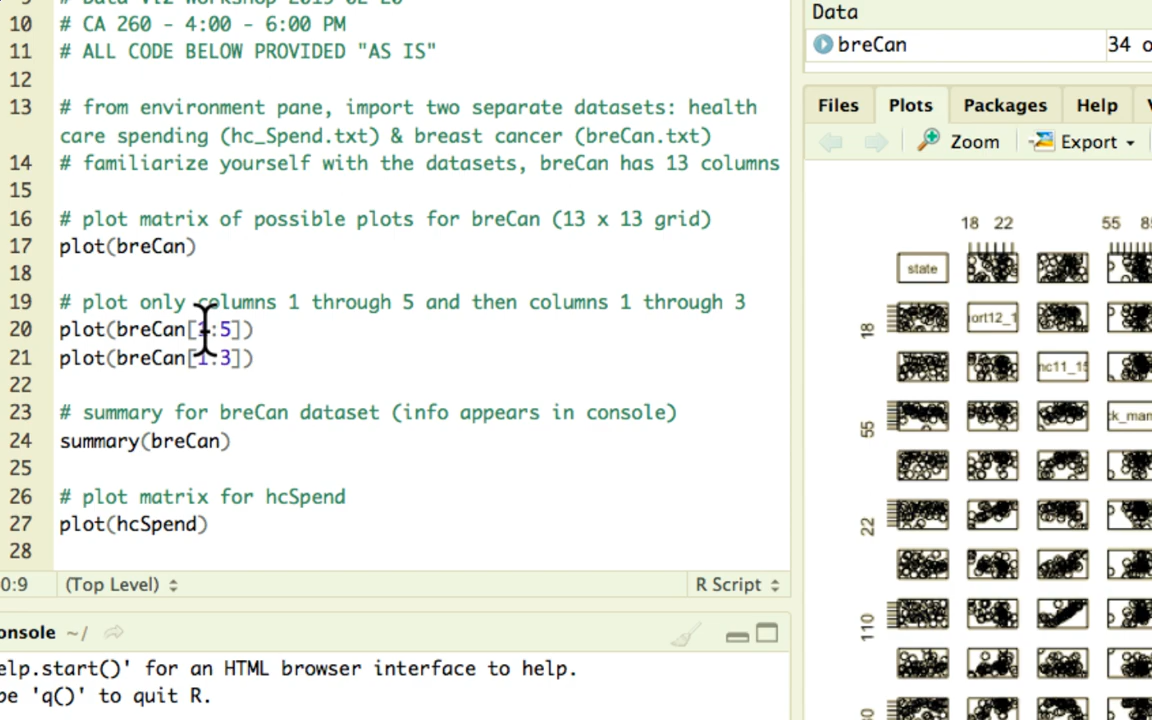 10 # CA 260 - 4:00 - 6:00 PM
11 # ALL CODE BELOW PROVIDED "AS IS"
12
13 # from environment pane, import two separate datasets: health
care spending (hc_Spend.txt) & breast cancer (breCan.txt)
14 # familiarize yourself with the datasets, breCan has 13 columns
15
16 # plot matrix of possible plots for breCan (13 x 13 grid)
17 plot(breCan)
18
19 # plot only columns 1 through 5 and then columns 1 through 3
20 plot(breCan[1:5])
21 plot(breCan[1:3])
22
23 # summary for breCan dataset (info appears in console)
24 summary(breCan)
25
26 # plot matrix for hcSpend
27 plot(hcSpend)
28
0:9 (Top Level) R Script
onsole ~/
elp.start()' for an HTML browser interface to help.
pe 'q()' to quit R.
Data
breCan 34 o
Files Plots Packages Help V
Zoom Export
18 22 55 85
state
18 ort12_1
nc11_15
55 ck_mam
22
110